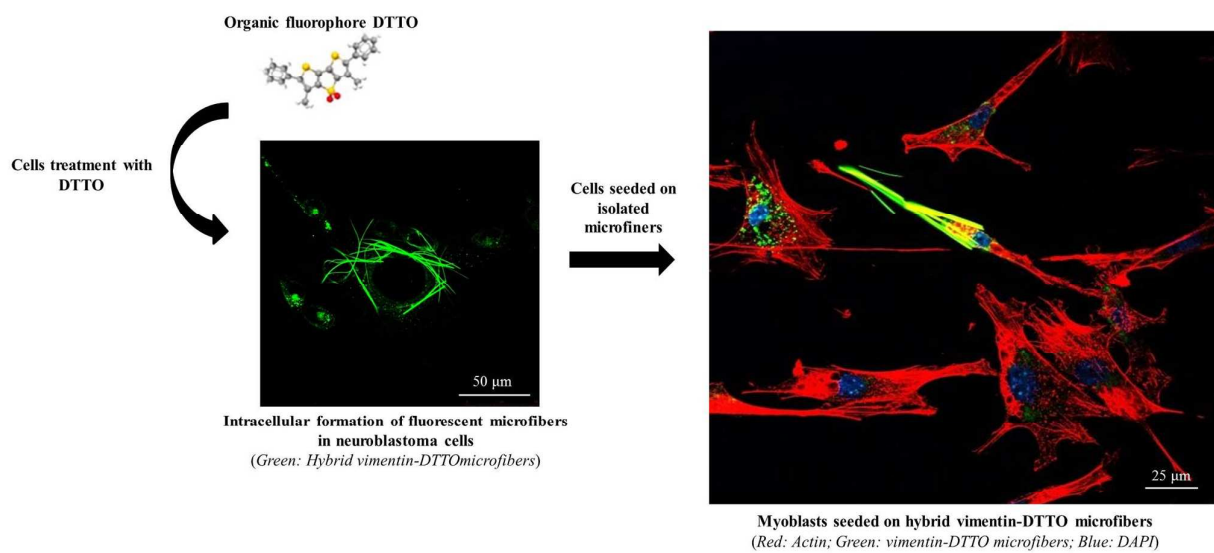 Organic fluorophore DTTO
Cells treatment with
DTTO
50 μm
Intracellular formation of fluorescent microfibers
in neuroblastoma cells
(Green: Hybrid vimentin-DTTOmicrofibers)
Cells seeded on
isolated
microfiners
25 μm
Myoblasts seeded on hybrid vimentin-DTTO microfibers
(Red: Actin; Green: vimentin-DTTO microfibers; Blue: DAPI)